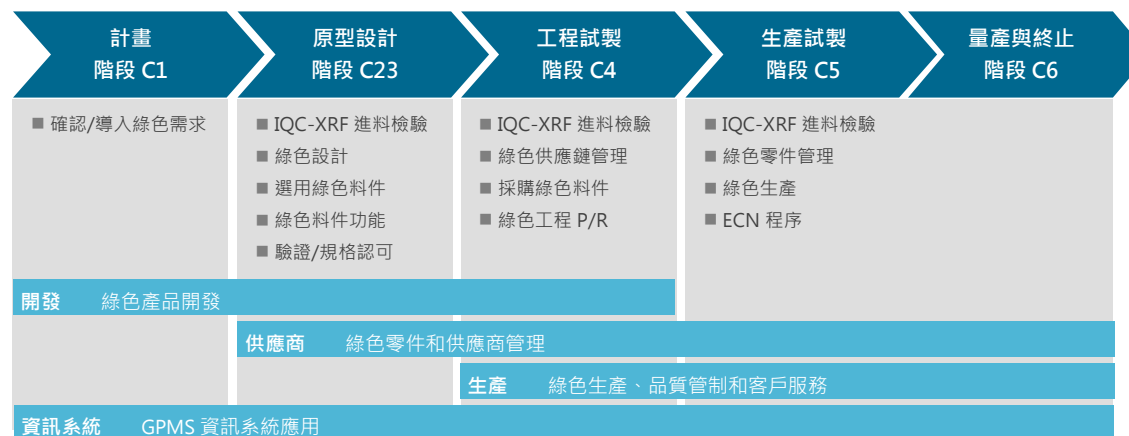 計畫
階段 C1
原型設計
階段 C23
工程試製
階段 C4
生產試製
階段 C5
量產與終止
階段 C6
■ 確認/導入綠色需求
■ IQC-XRF 進料檢驗
■ 綠色設計
■ 選用綠色料件
■ 綠色料件功能
■ 驗證/規格認可
■ IQC-XRF 進料檢驗
■ 綠色供應鏈管理
■ 採購綠色料件
■ 綠色工程 P/R
■ IQC-XRF 進料檢驗
■ 綠色零件管理
■ 綠色生產
■ ECN 程序
開發 綠色產品開發
供應商 綠色零件和供應商管理
生產 綠色生產、品質管制和客戶服務
資訊系統 GPMS 資訊系統應用